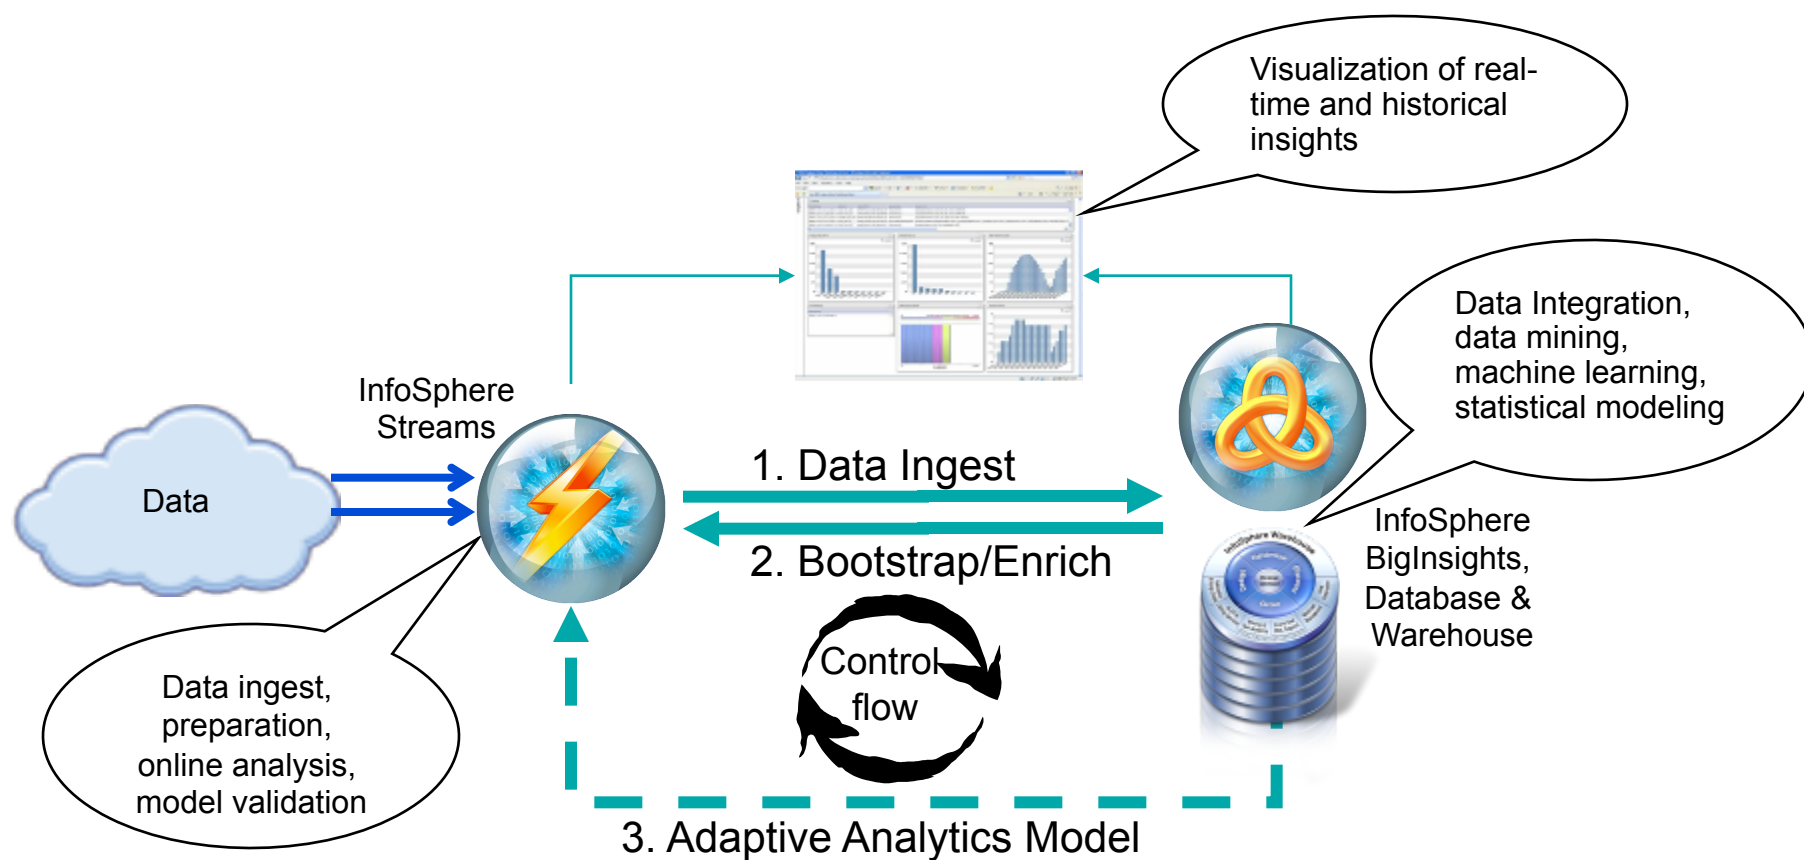 Visualization of real-
time and historical
insights
Data Integration,
data mining,
machine learning,
statistical modeling
InfoSphere
Streams
Data
1. Data Ingest
2. Bootstrap/Enrich
InfoSphere
BigInsights,
Database &
Warehouse
InfoSphere Warehouse
Control
flow
Data ingest,
preparation,
online analysis,
model validation
3. Adaptive Analytics Model